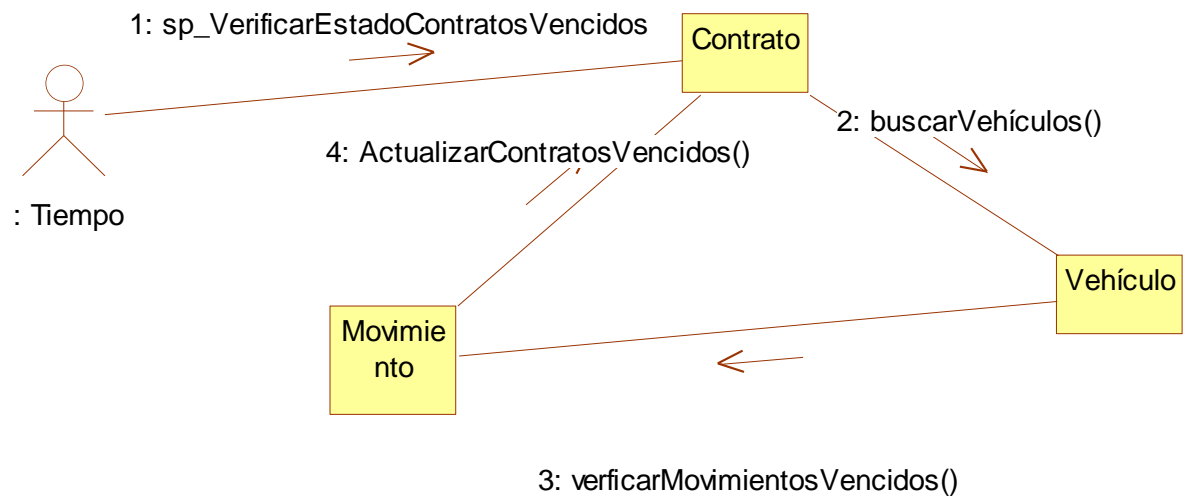 1: sp_VerificarEstadoContratosVencidos
Contrato
2: buscarVehículos()
4: ActualizarContratosVencidos()
: Tiempo
Vehículo
Movimie
nto
3: verficarMovimientosVencidos()